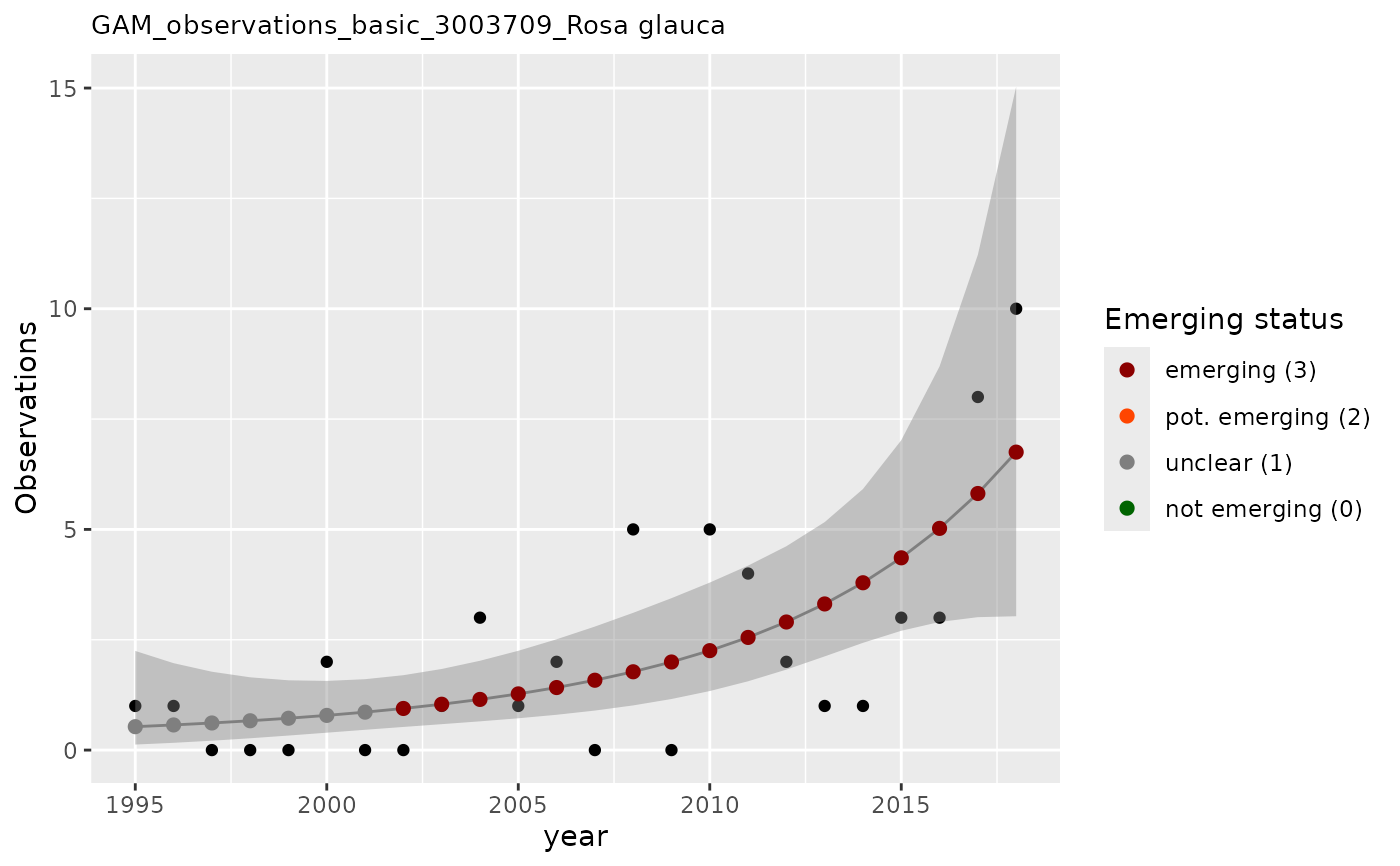 GAM_observations_basic_3003709_Rosa glauca
15
10
5
0
Observations
1995
2000
2005
2010
2015
year
Emerging status
emerging (3)
pot. emerging (2)
unclear (1)
not emerging (0)